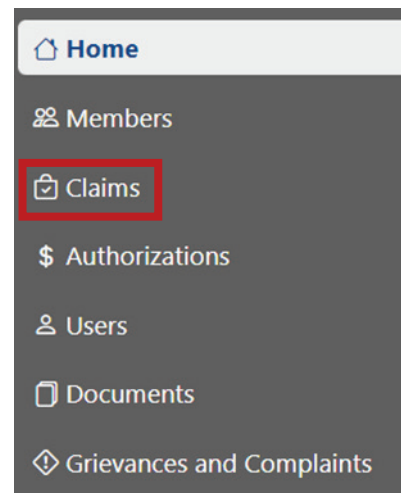 Home
Members
Claims
$ Authorizations
Users
Documents
Grievances and Complaints